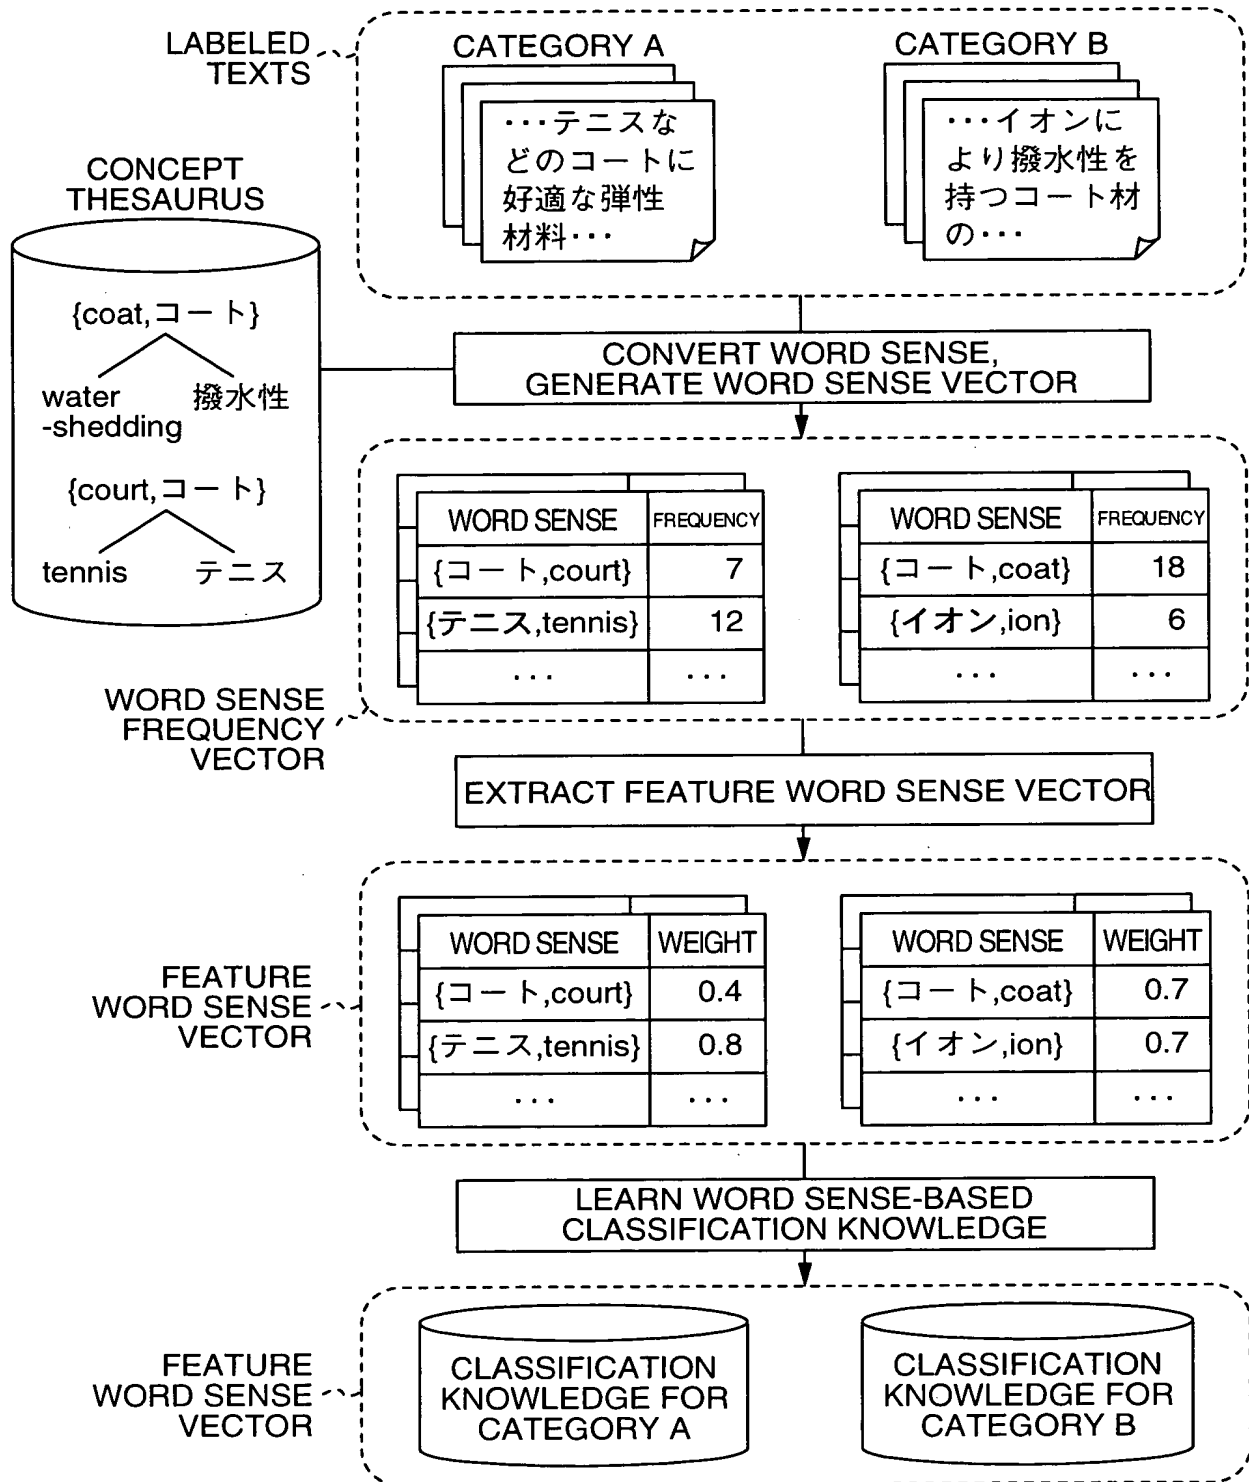 LABELED
TEXTS
CATEGORY A
・・・テニスな
どのコートに
好適な弾性
材料・・・
CATEGORY B
・・・イオンに
より撥水性を
持つコート材
の・・・
CONCEPT
THESAURUS
{coat,コート}
water
-shedding
撥水性
{court,コート}
tennis
テニス
CONVERT WORD SENSE,
GENERATE WORD SENSE VECTOR
WORD SENSE
FREQUENCY
VECTOR
WORD SENSE FREQUENCY
{コート,court} 7
{テニス,tennis} 12
・・・ ・・・
WORD SENSE FREQUENCY
{コート,coat} 18
{イオン,ion} 6
・・・ ・・・
EXTRACT FEATURE WORD SENSE VECTOR
FEATURE
WORD SENSE
VECTOR
WORD SENSE WEIGHT
{コート,court} 0.4
{テニス,tennis} 0.8
・・・ ・・・
WORD SENSE WEIGHT
{コート,coat} 0.7
{イオン,ion} 0.7
・・・ ・・・
LEARN WORD SENSE-BASED
CLASSIFICATION KNOWLEDGE
FEATURE
WORD SENSE
VECTOR
CLASSIFICATION
KNOWLEDGE FOR
CATEGORY A
CLASSIFICATION
KNOWLEDGE FOR
CATEGORY B